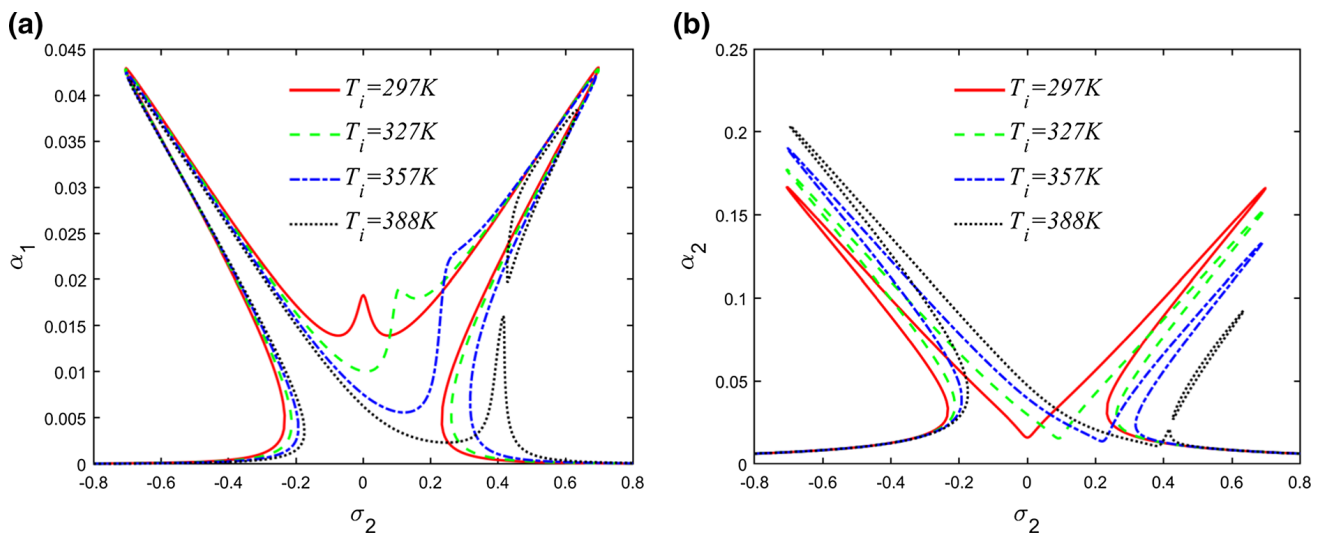 (a)
0.045
0.04
0.035
0.03
0.025
0.02
0.015
0.01
0.005
0
-0.8 -0.6 -0.4 -0.2 0 0.2 0.4 0.6 0.8
α1
σ2
Ti=297K
Ti=327K
Ti=357K
Ti=388K
(b)
0.25
0.2
0.15
0.1
0.05
0
-0.8 -0.6 -0.4 -0.2 0 0.2 0.4 0.6 0.8
α2
σ2
Ti=297K
Ti=327K
Ti=357K
Ti=388K